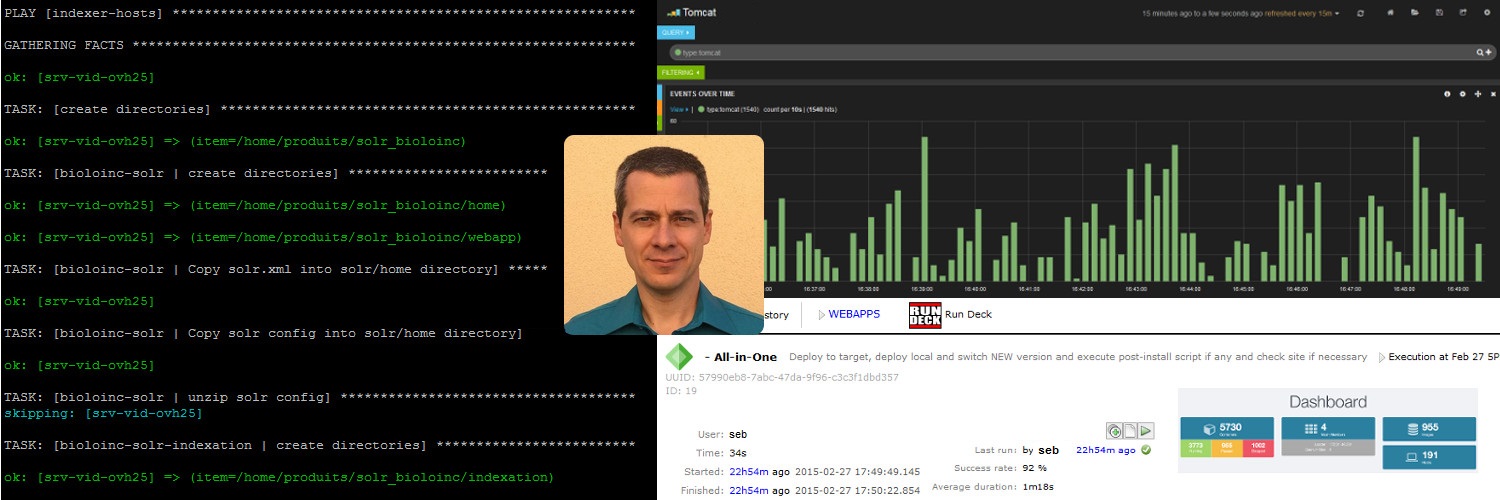 PLAY [indexer-hosts] *********************************************************
GATHERING FACTS **************************************************************
ok: [srv-vid-ovh25]
TASK: [create directories] ***************************************************
ok: [srv-vid-ovh25] => (item=/home/produits/solr_bioloinc)
TASK: [bioloinc-solr | create directories] *************************
ok: [srv-vid-ovh25] => (item=/home/produits/solr_bioloinc/home)
ok: [srv-vid-ovh25] => (item=/home/produits/solr_bioloinc/webapp)
TASK: [bioloinc-solr | Copy solr.xml into solr/home directory] *****
ok: [srv-vid-ovh25]
TASK: [bioloinc-solr | Copy solr config into solr/home directory]
ok: [srv-vid-ovh25]
TASK: [bioloinc-solr | unzip solr config] ************************************
skipping: [srv-vid-ovh25]
TASK: [bioloinc-solr-indexation | create directories] ************************
ok: [srv-vid-ovh25] => (item=/home/produits/solr_bioloinc/indexation)
Tomcat
15 minutes ago to a few seconds ago refreshed every 15m
QUERY
type:tomcat
FILTERING
EVENTS OVER TIME
View | type:tomcat (1540) count per 10s | (1540 hits)
60
16:37:00 16:38:00 16:39:00 16:40:00 16:41:00 16:42:00 16:43:00 16:44:00 16:45:00 16:46:00 16:47:00 16:48:00 16:49:00
story WEBAPPS RUN DECK Run Deck
- All-in-One Deploy to target, deploy local and switch NEW version and execute post-install script if any and check site if necessary Execution at Feb 27 5P
UUID: 57990eb8-7abc-47da-9f96-c3c3f1dbd357
ID: 19
User: seb
Time: 34s
Started: 22h54m ago 2015-02-27 17:49:49.145
Finished: 22h54m ago 2015-02-27 17:50:22.854
Last run: by seb 22h54m ago
Success rate: 92 %
Average duration: 1m18s
Dashboard
5730
3773 1002
4
955
191